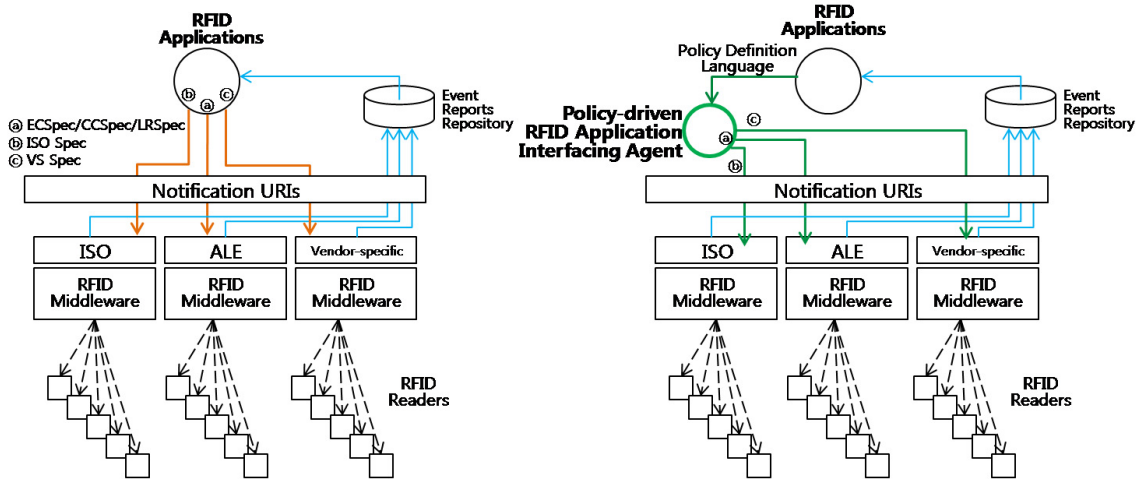 RFID
Applications
ⓑ
ⓐ
ⓒ
ⓐ ECSpec/CCSpec/LRSpec
ⓑ ISO Spec
ⓒ VS Spec
Event
Reports
Repository
Notification URIs
ISO
ALE
Vendor-specific
RFID
Middleware
RFID
Middleware
RFID
Middleware
RFID
Readers
RFID
Applications
Policy Definition
Language
Policy-driven
RFID Application
Interfacing Agent
ⓒ
ⓐ
ⓑ
Event
Reports
Repository
Notification URIs
ISO
ALE
Vendor-specific
RFID
Middleware
RFID
Middleware
RFID
Middleware
RFID
Readers